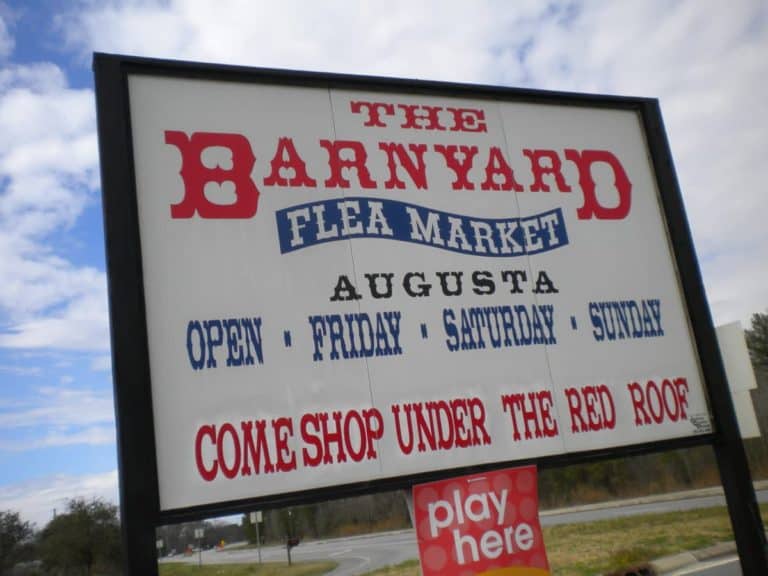 THE
BARNYARD
FLEA MARKET
AUGUSTA
OPEN · FRIDAY · SATURDAY · SUNDAY
COME SHOP UNDER THE RED ROOF
play
here